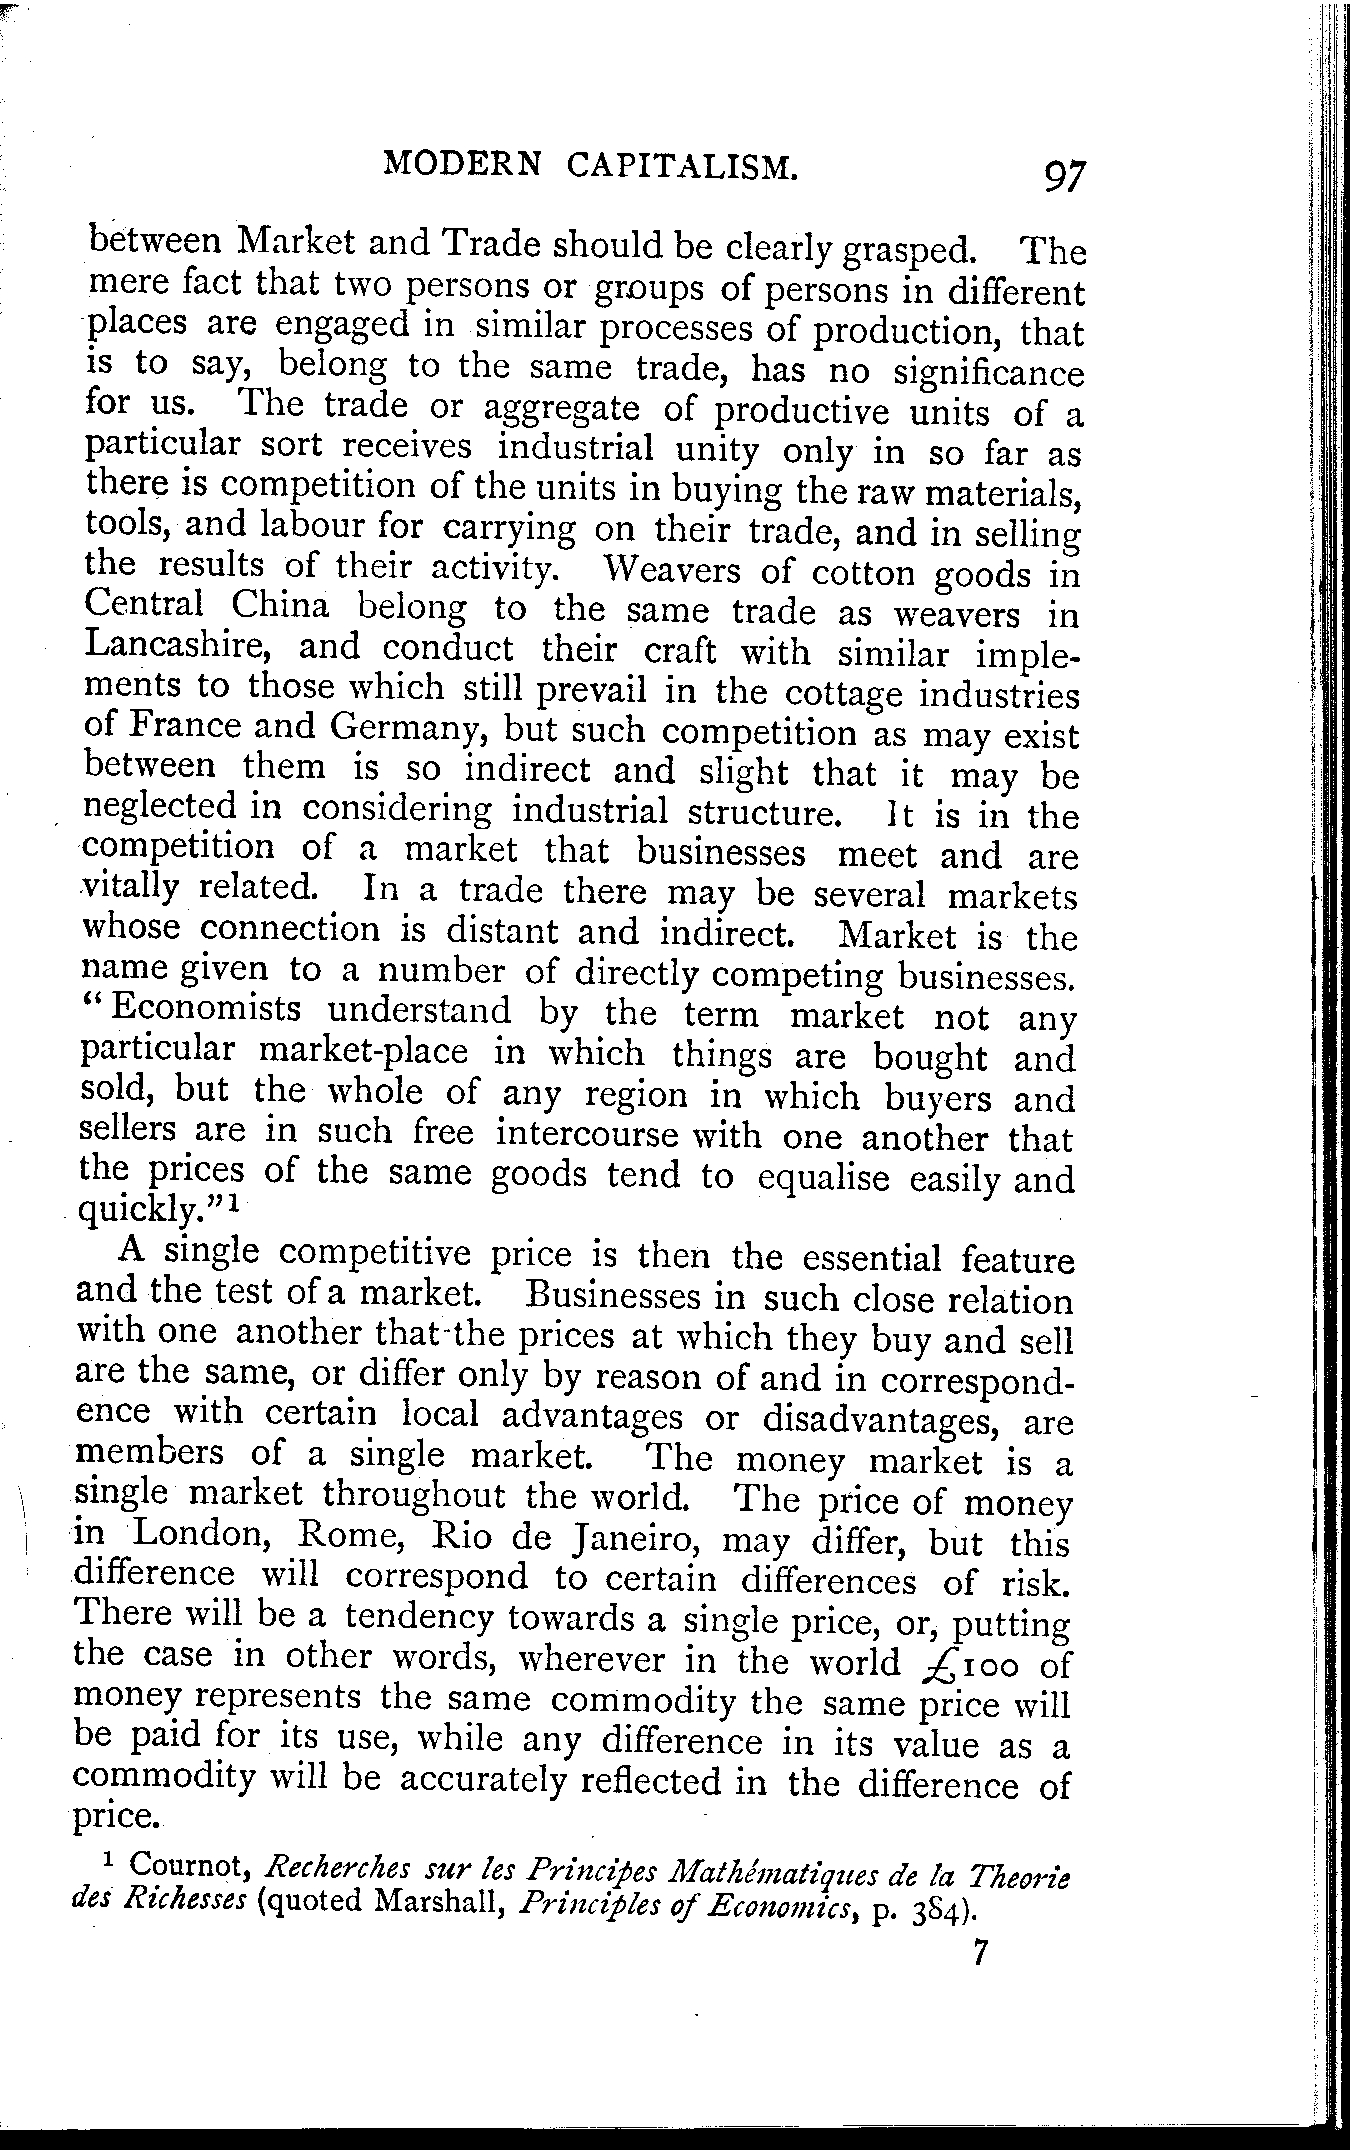 MODERN CAPITALISM. 97
between Market and Trade should be clearly grasped. The
mere fact that two persons or groups of persons in different
places are engaged in similar processes of production, that
is to say, belong to the same trade, has no significance
for us. The trade or aggregate of productive units of a
particular sort receives industrial unity only in so far as
there is competition of the units in buying the raw materials,
tools, and labour for carrying on their trade, and in selling
the results of their activity. Weavers of cotton goods in
Central China belong to the same trade as weavers in
Lancashire, and conduct their craft with similar imple-
ments to those which still prevail in the cottage industries
of France and Germany, but such competition as may exist
between them is so indirect and slight that it may be
neglected in considering industrial structure. It is in the
competition of a market that businesses meet and are
vitally related. In a trade there may be several markets
whose connection is distant and indirect. Market is the
name given to a number of directly competing businesses.
"Economists understand by the term market not any
particular market-place in which things are bought and
sold, but the whole of any region in which buyers and
sellers are in such free intercourse with one another that
the prices of the same goods tend to equalise easily and
quickly."¹
A single competitive price is then the essential feature
and the test of a market. Businesses in such close relation
with one another that the prices at which they buy and sell
are the same, or differ only by reason of and in correspond-
ence with certain local advantages or disadvantages, are
members of a single market. The money market is a
single market throughout the world. The price of money
in London, Rome, Rio de Janeiro, may differ, but this
difference will correspond to certain differences of risk.
There will be a tendency towards a single price, or, putting
the case in other words, wherever in the world £100 of
money represents the same commodity the same price will
be paid for its use, while any difference in its value as a
commodity will be accurately reflected in the difference of
price.
¹ Cournot, Recherches sur les Principes Mathématiques de la Theorie
des Richesses (quoted Marshall, Principles of Economics, p. 384).
7